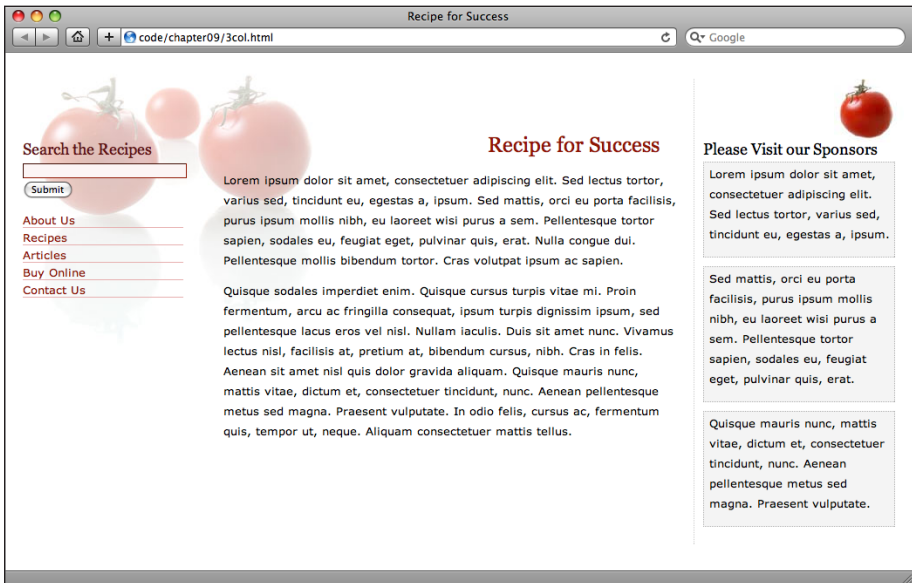 Recipe for Success
code/chapter09/3col.html
Google
Search the Recipes
Submit
About Us
Recipes
Articles
Buy Online
Contact Us
Recipe for Success
Lorem ipsum dolor sit amet, consectetuer adipiscing elit. Sed lectus tortor,
varius sed, tincidunt eu, egestas a, ipsum. Sed mattis, orci eu porta facilisis,
purus ipsum mollis nibh, eu laoreet wisi purus a sem. Pellentesque tortor
sapien, sodales eu, feugiat eget, pulvinar quis, erat. Nulla congue dui.
Pellentesque mollis bibendum tortor. Cras volutpat ipsum ac sapien.
Quisque sodales imperdiet enim. Quisque cursus turpis vitae mi. Proin
fermentum, arcu ac fringilla consequat, ipsum turpis dignissim ipsum, sed
pellentesque lacus eros vel nisl. Nullam iaculis. Duis sit amet nunc. Vivamus
lectus nisl, facilisis at, pretium at, bibendum cursus, nibh. Cras in felis.
Aenean sit amet nisl quis dolor gravida aliquam. Quisque mauris nunc,
mattis vitae, dictum et, consectetuer tincidunt, nunc. Aenean pellentesque
metus sed magna. Praesent vulputate. In odio felis, cursus ac, fermentum
quis, tempor ut, neque. Aliquam consectetuer mattis tellus.
Please Visit our Sponsors
Lorem ipsum dolor sit amet,
consectetuer adipiscing elit.
Sed lectus tortor, varius sed,
tincidunt eu, egestas a, ipsum.
Sed mattis, orci eu porta
facilisis, purus ipsum mollis
nibh, eu laoreet wisi purus a
sem. Pellentesque tortor
sapien, sodales eu, feugiat
eget, pulvinar quis, erat.
Quisque mauris nunc, mattis
vitae, dictum et, consectetuer
tincidunt, nunc. Aenean
pellentesque metus sed
magna. Praesent vulputate.